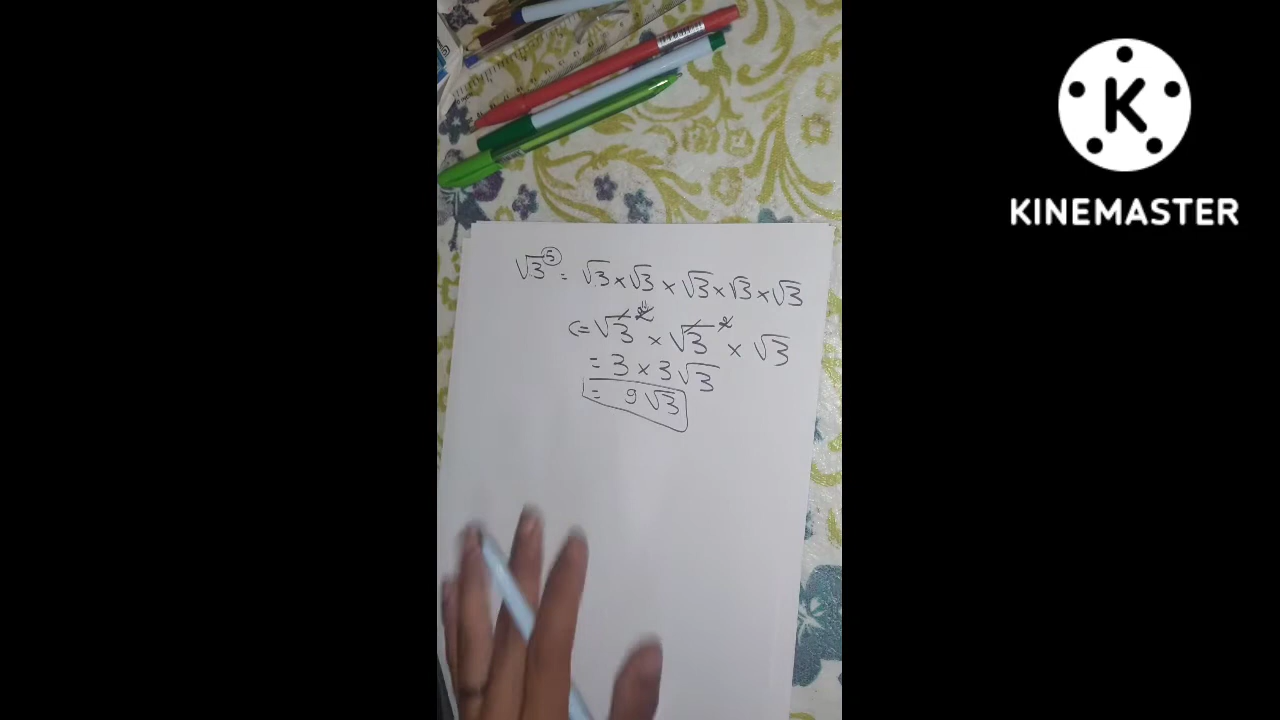 √3⁵ = √3 × √3 × √3 × √3 × √3
= √3² × √3² × √3
= 3 × 3√3
= 9√3
KINEMASTER